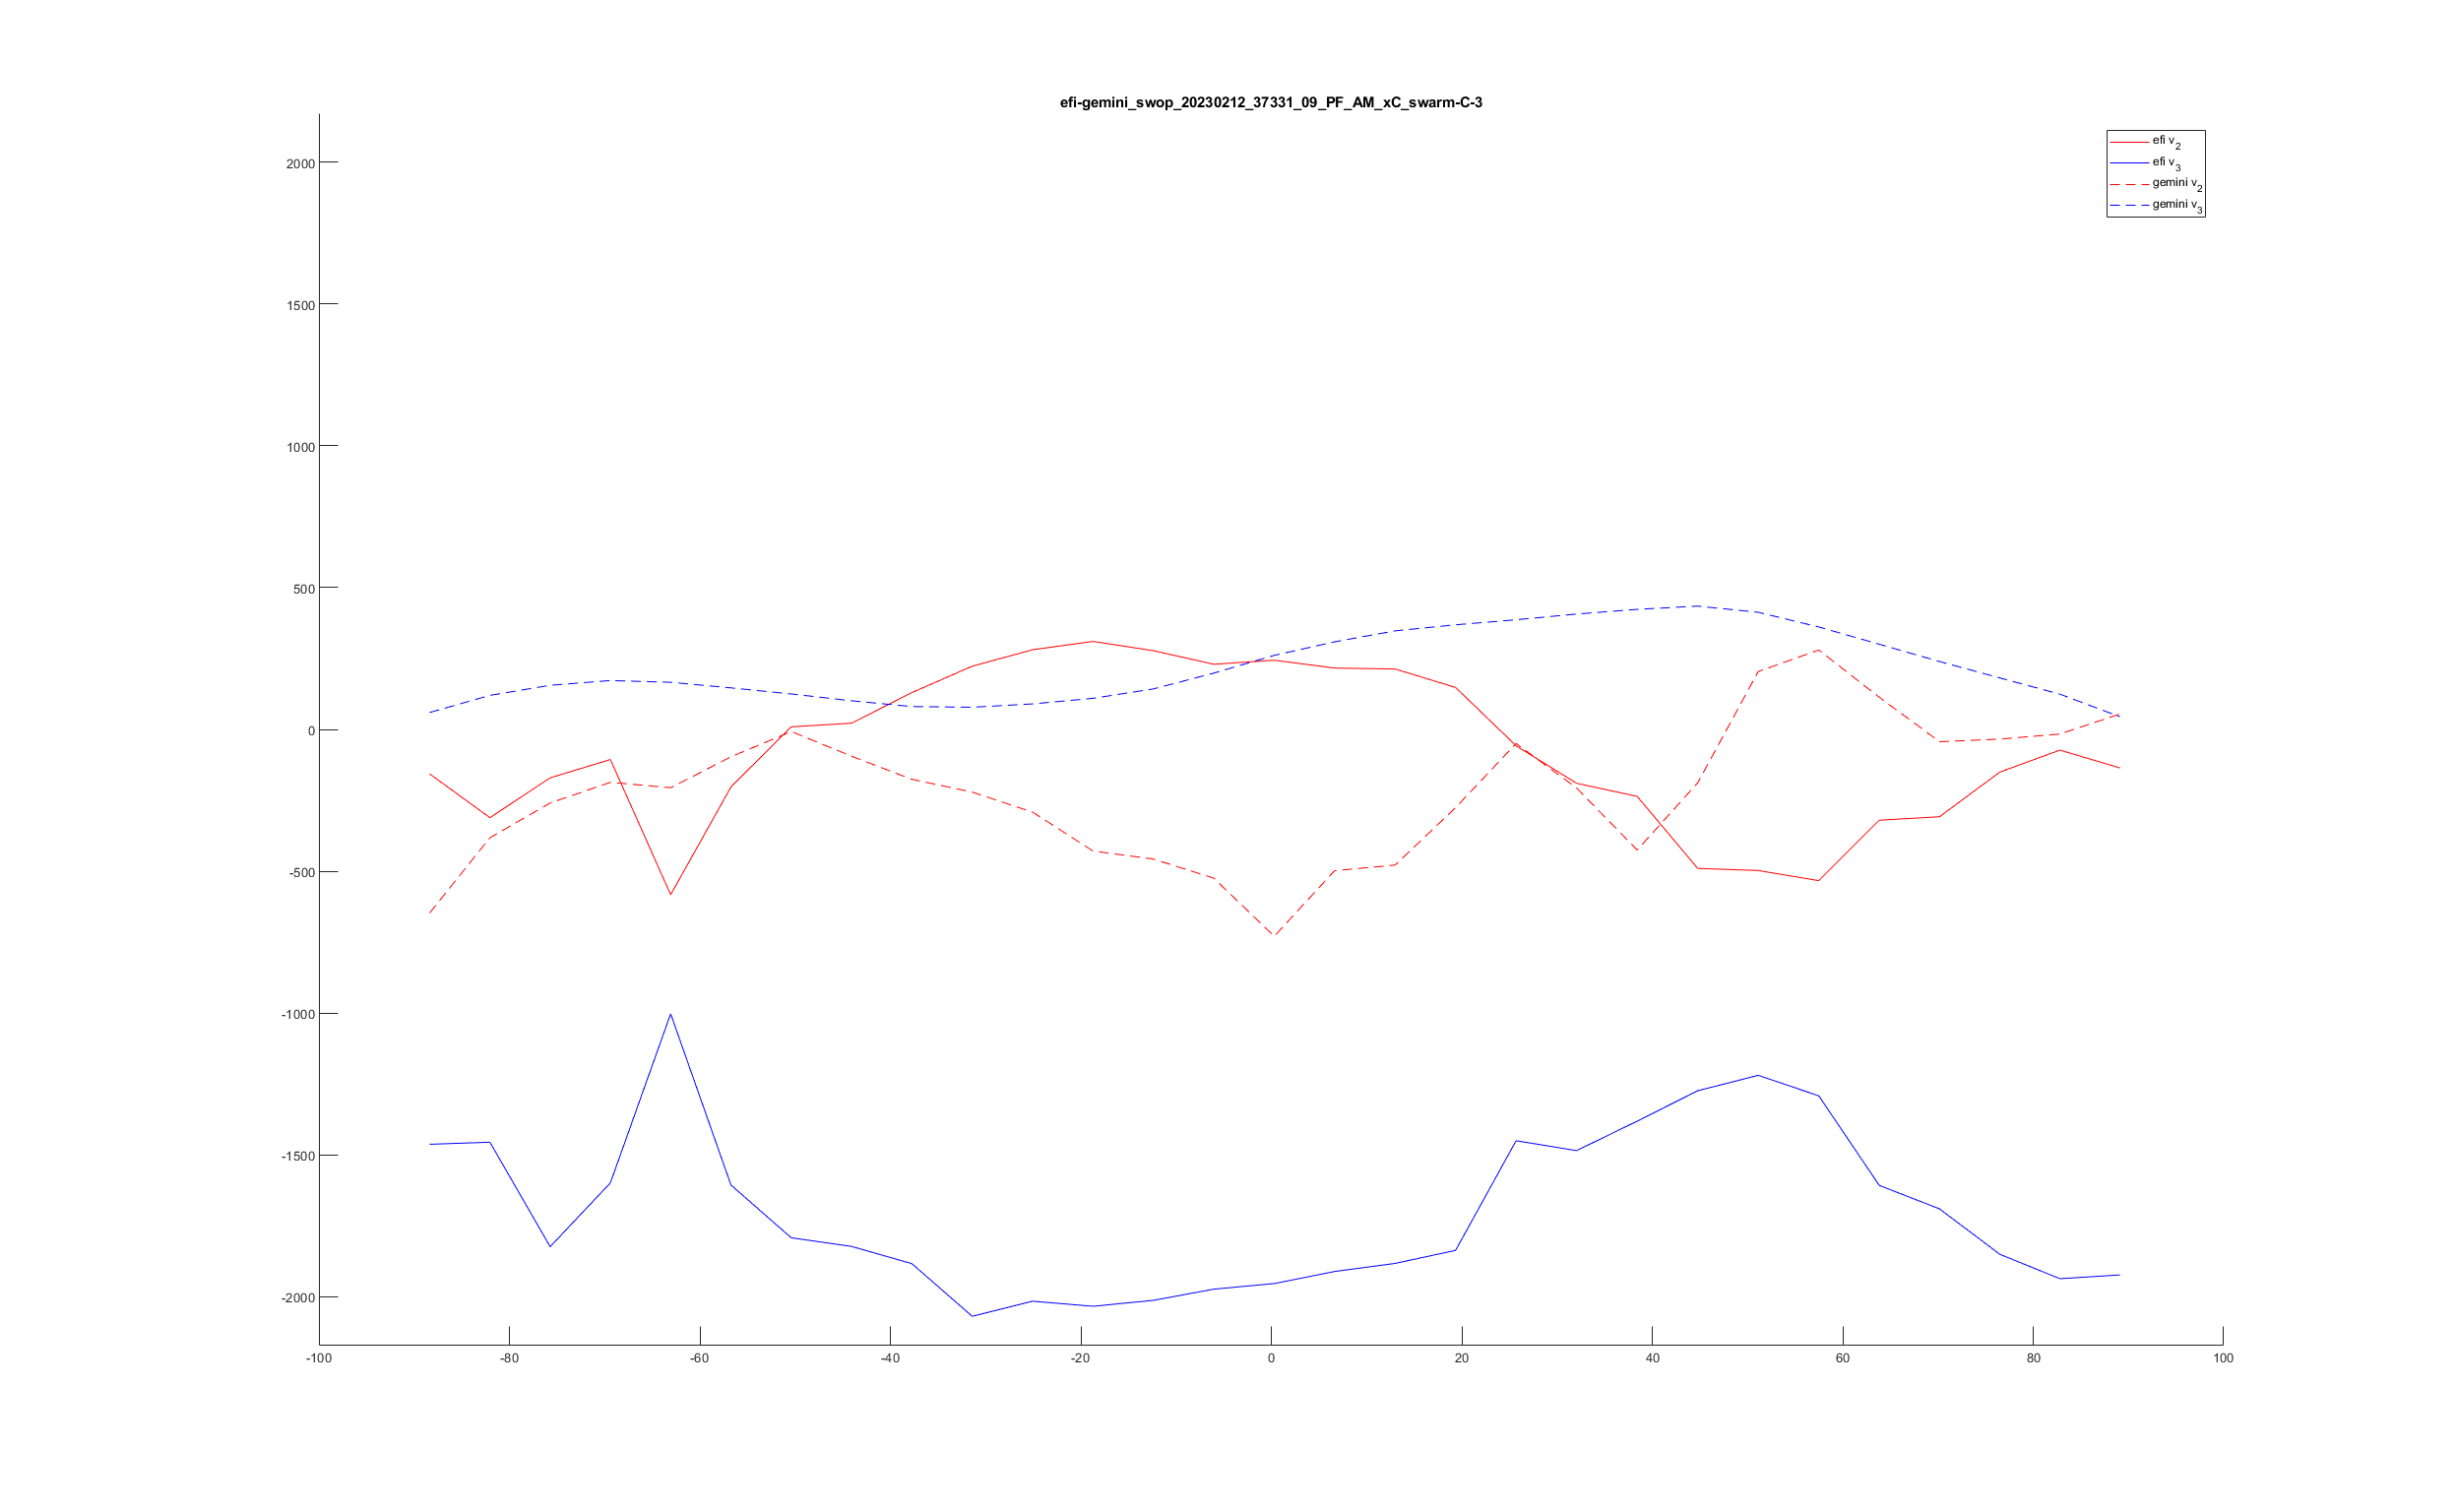 efi-gemini_swop_20230212_37331_09_PF_AM_xC_swarm-C-3
efi v2
efi v3
gemini v2
gemini v3
2000
1500
1000
500
0
-500
-1000
-1500
-2000
-100 -80 -60 -40 -20 0 20 40 60 80 100